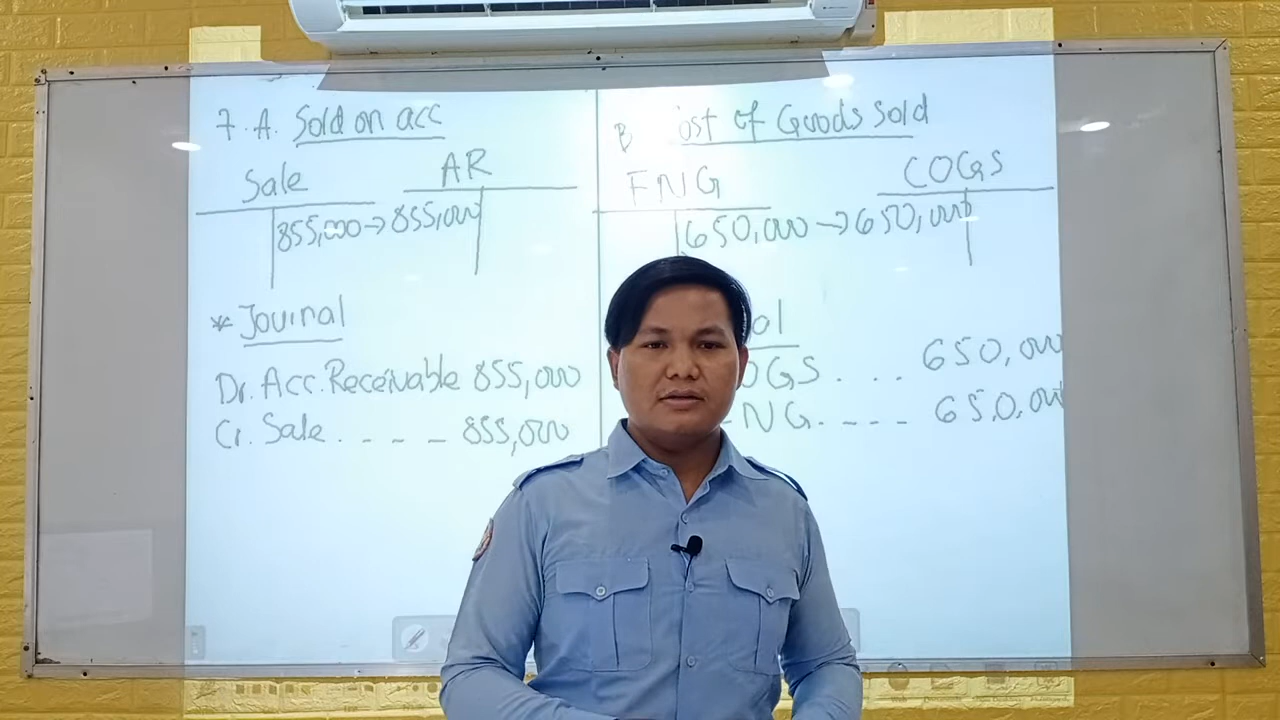 7. A. Sold on acc
Sale
AR
855,000 → 855,000
* Journal
Dr. Acc. Receivable 855,000
Cr. Sale. - - - - 855,000
B ost of Goods Sold
FNG
COGS
650,000 → 650,000
al
OGS . . . . 650,000
NG. - - - - 650,000